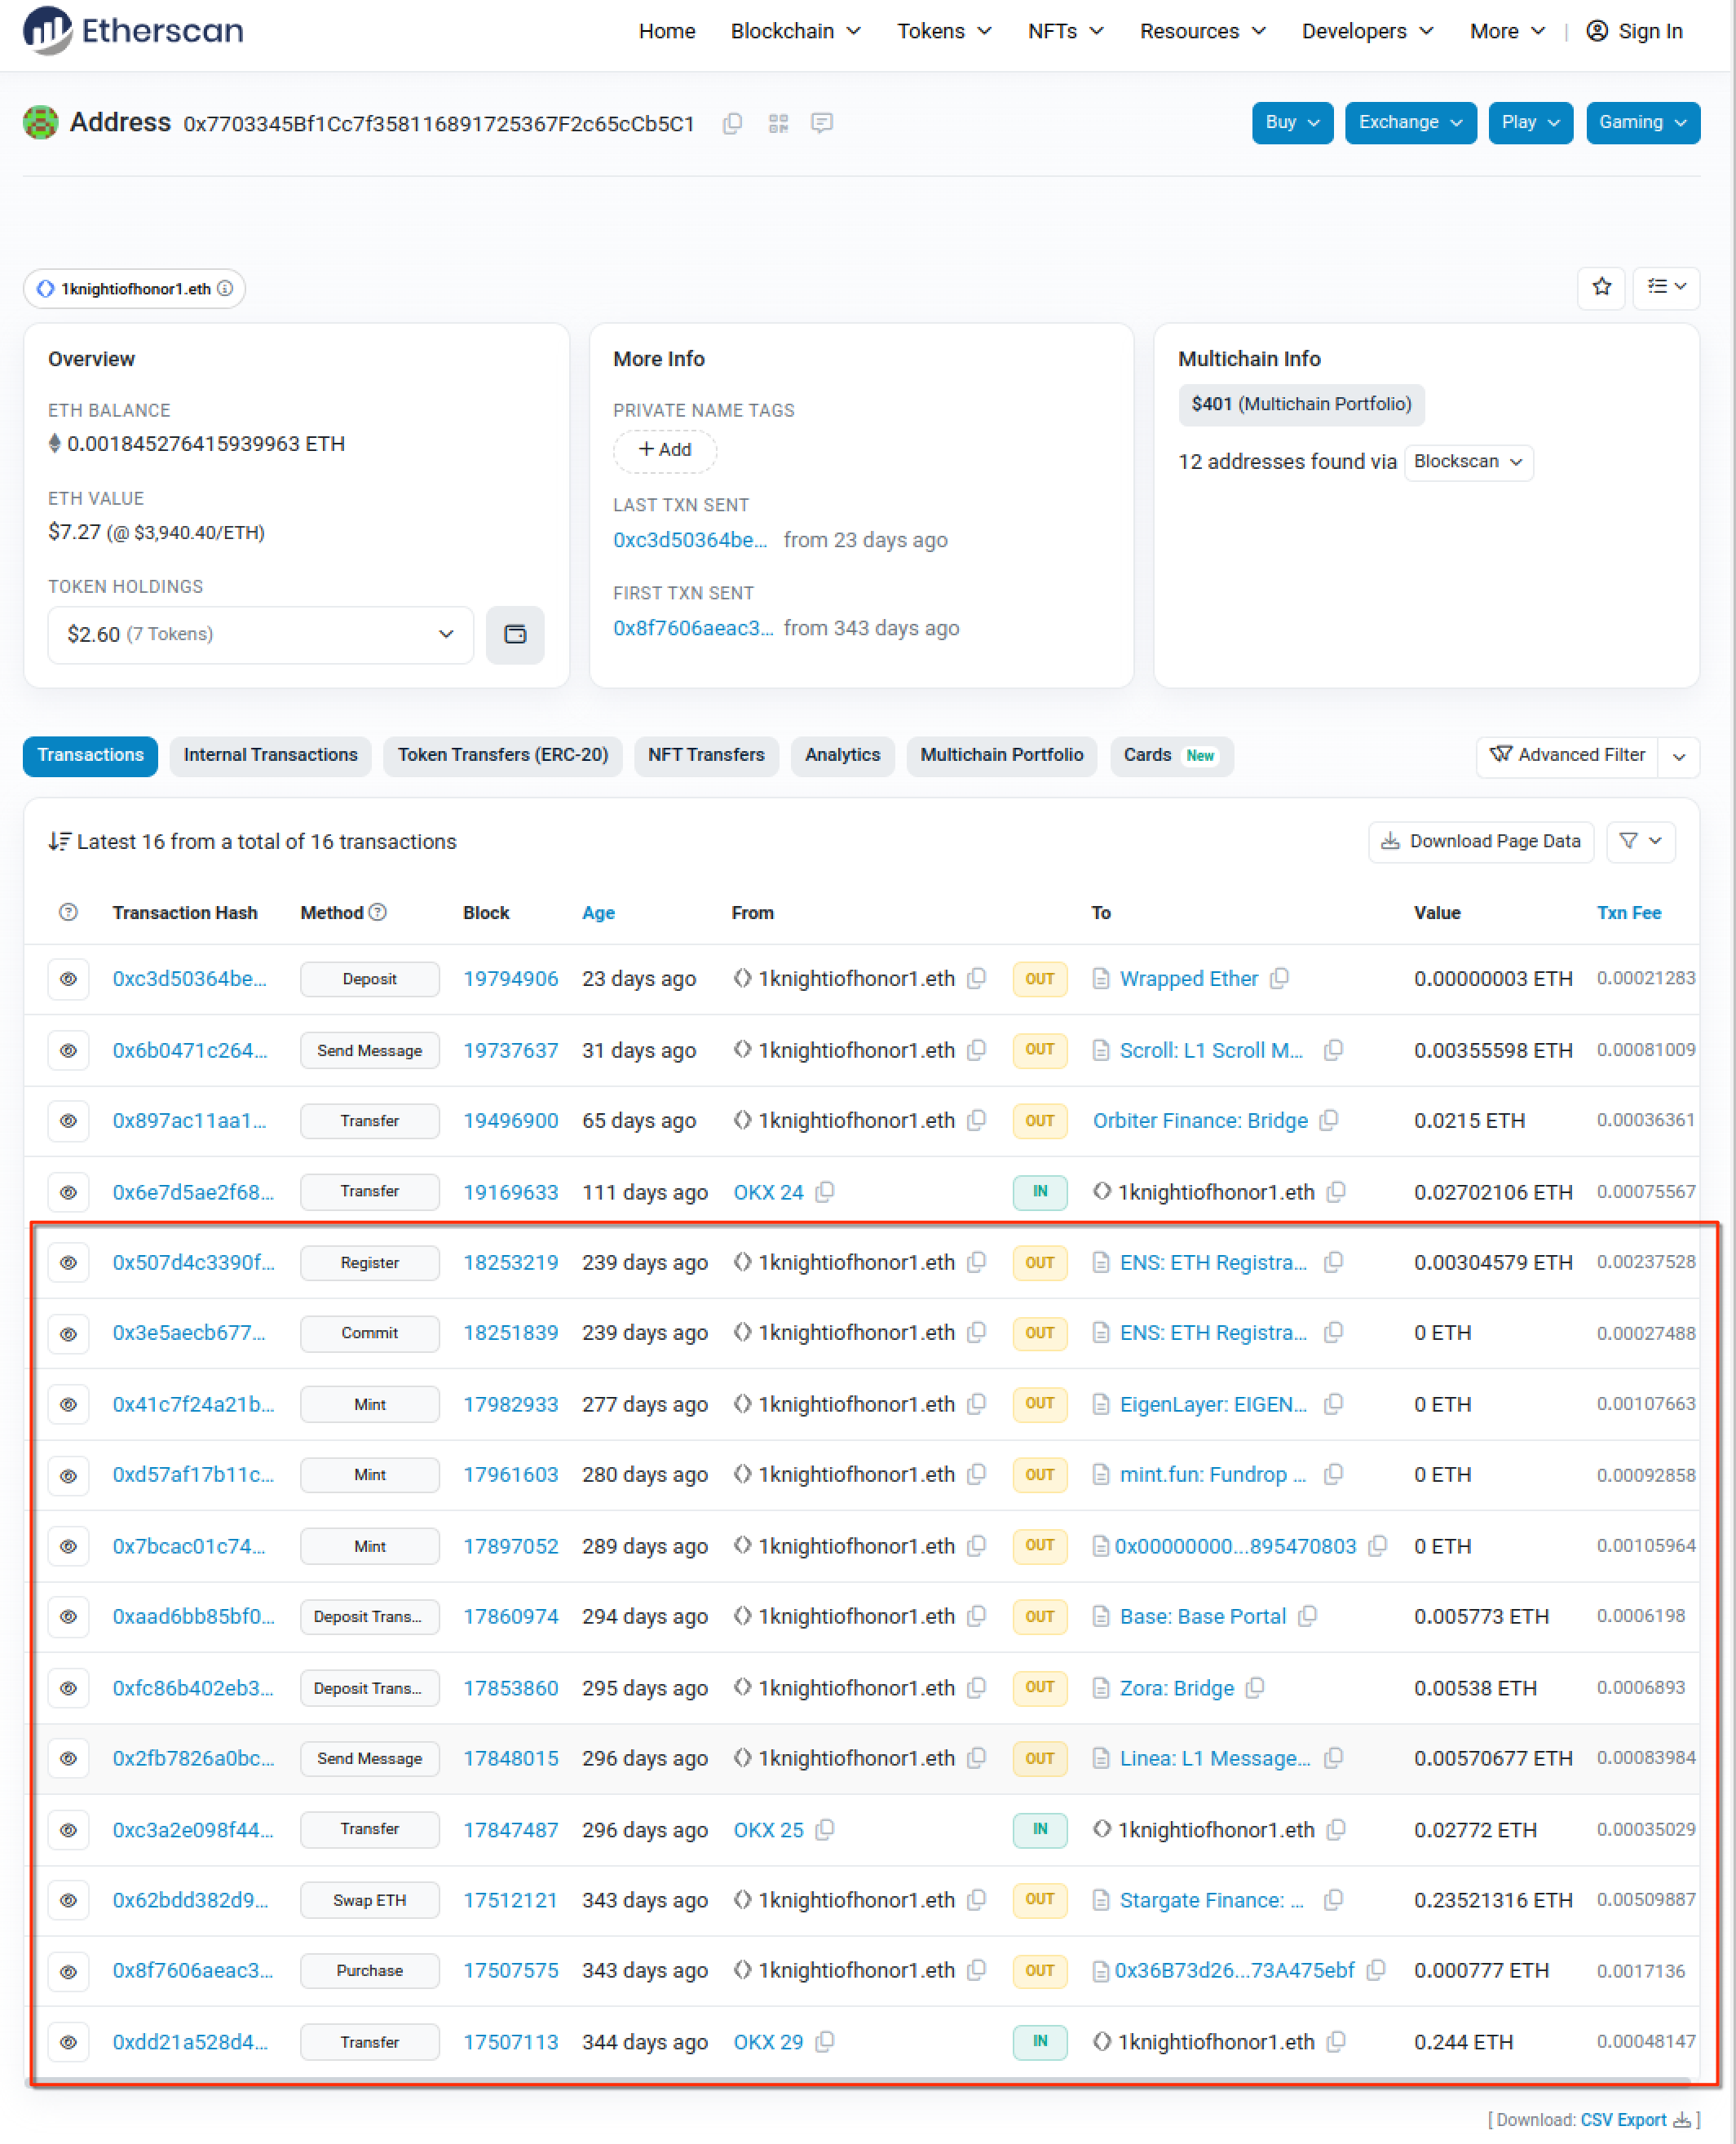 Etherscan
Home Blockchain Tokens NFTs Resources Developers More | Sign In
Address 0x7703345Bf1Cc7f358116891725367F2c65cCb5C1
Buy Exchange Play Gaming
1knightiofhonor1.eth
Overview
ETH BALANCE
0.001845276415939963 ETH
ETH VALUE
$7.27 (@ $3,940.40/ETH)
TOKEN HOLDINGS
$2.60 (7 Tokens)
More Info
PRIVATE NAME TAGS
+ Add
LAST TXN SENT
0xc3d50364be... from 23 days ago
FIRST TXN SENT
0x8f7606aeac3... from 343 days ago
Multichain Info
$401 (Multichain Portfolio)
12 addresses found via Blockscan
Transactions Internal Transactions Token Transfers (ERC-20) NFT Transfers Analytics Multichain Portfolio Cards New Advanced Filter
Latest 16 from a total of 16 transactions Download Page Data
Transaction Hash Method Block Age From To Value Txn Fee
0xc3d50364be... Deposit 19794906 23 days ago 1knightiofhonor1.eth OUT Wrapped Ether 0.00000003 ETH 0.00021283
0x6b0471c264... Send Message 19737637 31 days ago 1knightiofhonor1.eth OUT Scroll: L1 Scroll M... 0.00355598 ETH 0.00081009
0x897ac11aa1... Transfer 19496900 65 days ago 1knightiofhonor1.eth OUT Orbiter Finance: Bridge 0.0215 ETH 0.00036361
0x6e7d5ae2f68... Transfer 19169633 111 days ago OKX 24 IN 1knightiofhonor1.eth 0.02702106 ETH 0.00075567
0x507d4c3390f... Register 18253219 239 days ago 1knightiofhonor1.eth OUT ENS: ETH Registra... 0.00304579 ETH 0.00237528
0x3e5aecb677... Commit 18251839 239 days ago 1knightiofhonor1.eth OUT ENS: ETH Registra... 0 ETH 0.00027488
0x41c7f24a21b... Mint 17982933 277 days ago 1knightiofhonor1.eth OUT EigenLayer: EIGEN... 0 ETH 0.00107663
0xd57af17b11c... Mint 17961603 280 days ago 1knightiofhonor1.eth OUT mint.fun: Fundrop ... 0 ETH 0.00092858
0x7bcac01c74... Mint 17897052 289 days ago 1knightiofhonor1.eth OUT 0x00000000...895470803 0 ETH 0.00105964
0xaad6bb85bf0... Deposit Trans... 17860974 294 days ago 1knightiofhonor1.eth OUT Base: Base Portal 0.005773 ETH 0.0006198
0xfc86b402eb3... Deposit Trans... 17853860 295 days ago 1knightiofhonor1.eth OUT Zora: Bridge 0.00538 ETH 0.0006893
0x2fb7826a0bc... Send Message 17848015 296 days ago 1knightiofhonor1.eth OUT Linea: L1 Message... 0.00570677 ETH 0.00083984
0xc3a2e098f44... Transfer 17847487 296 days ago OKX 25 IN 1knightiofhonor1.eth 0.02772 ETH 0.00035029
0x62bdd382d9... Swap ETH 17512121 343 days ago 1knightiofhonor1.eth OUT Stargate Finance: ... 0.23521316 ETH 0.00509887
0x8f7606aeac3... Purchase 17507575 343 days ago 1knightiofhonor1.eth OUT 0x36B73d26...73A475ebf 0.000777 ETH 0.0017136
0xdd21a528d4... Transfer 17507113 344 days ago OKX 29 IN 1knightiofhonor1.eth 0.244 ETH 0.00048147
[ Download: CSV Export ]